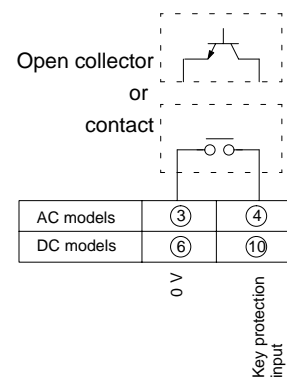 Open collector
or
contact
AC models 3 4
DC models 6 10
0 V
Key protection
input